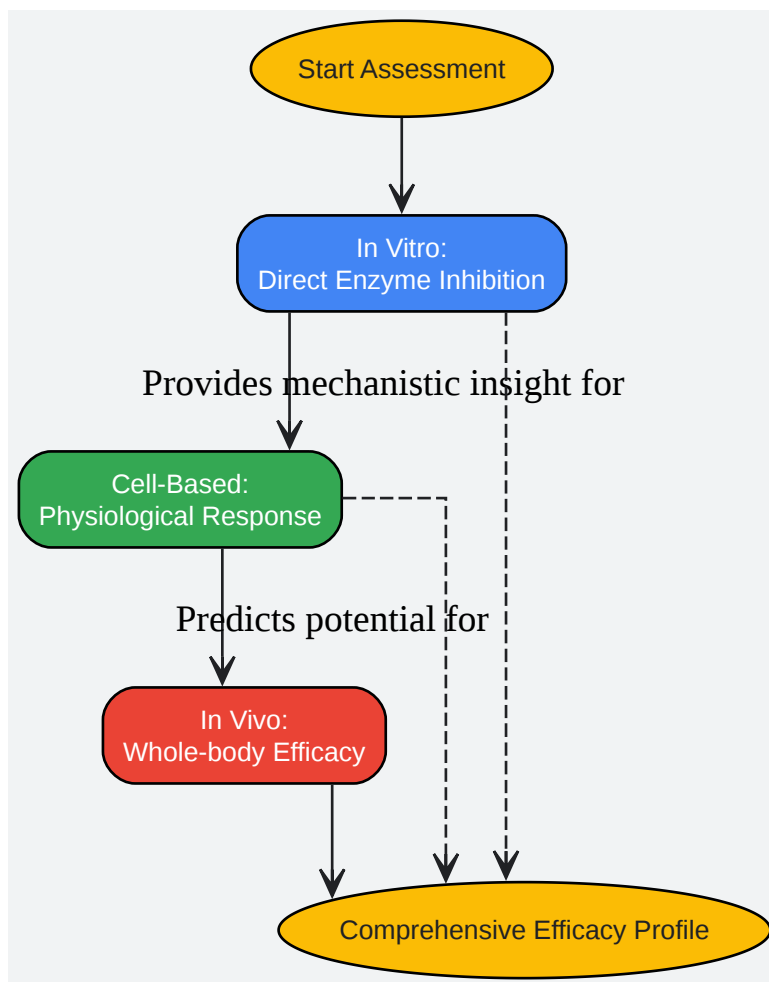 Start Assessment
In Vitro:
Direct Enzyme Inhibition
Provides mechanistic insight for
Cell-Based:
Physiological Response
Predicts potential for
In Vivo:
Whole-body Efficacy
Comprehensive Efficacy Profile